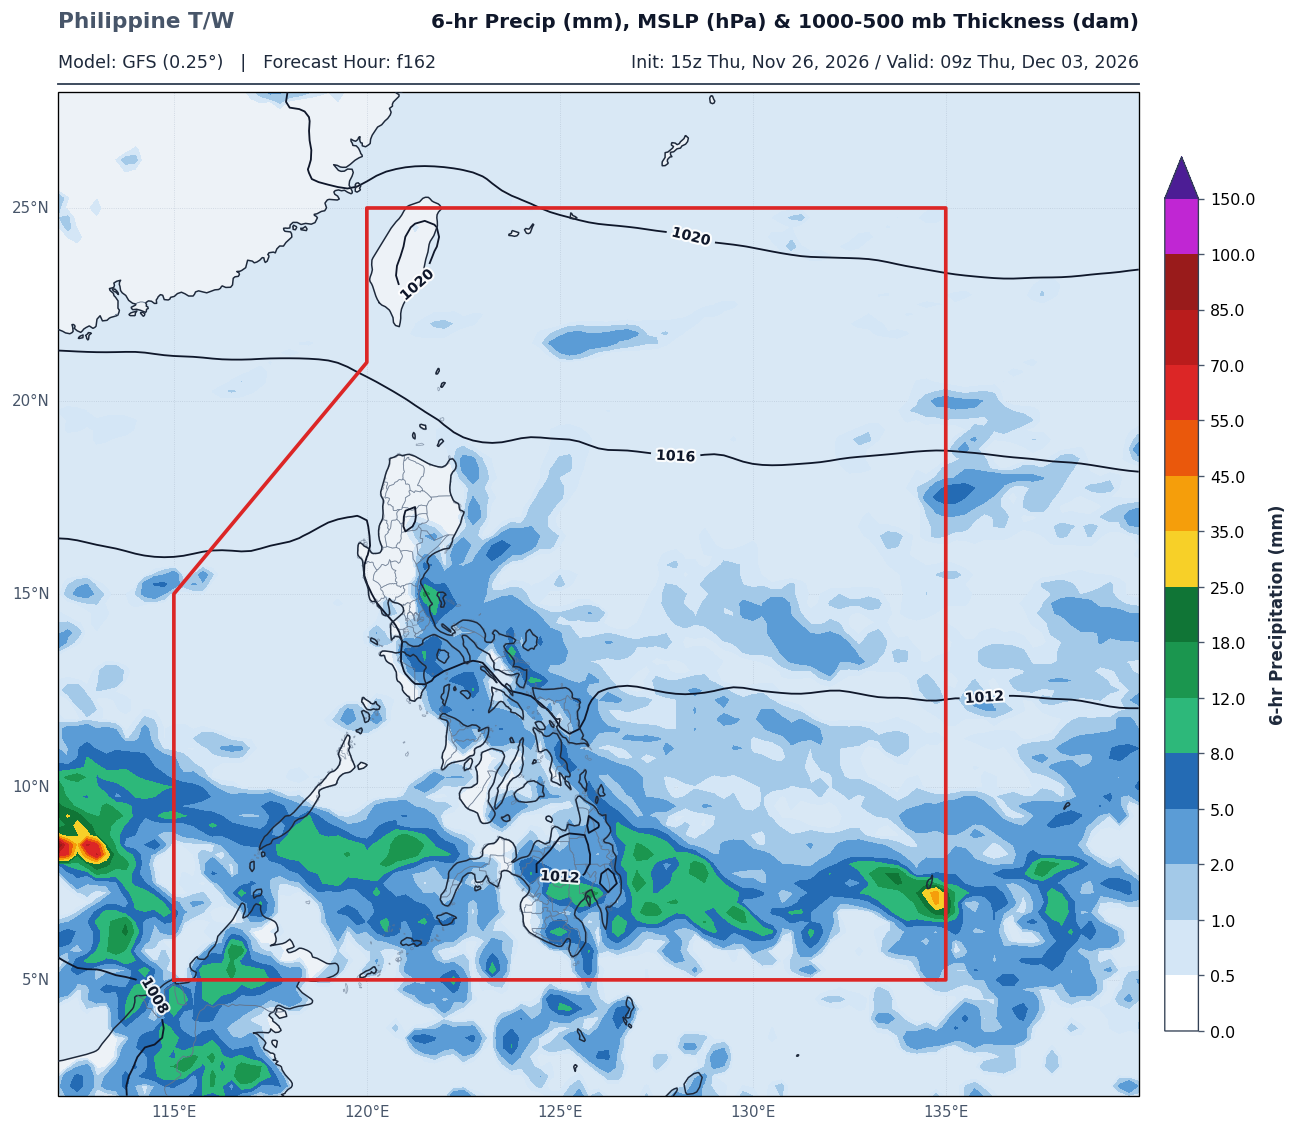 Philippine T/W
6-hr Precip (mm), MSLP (hPa) & 1000-500 mb Thickness (dam)
Model: GFS (0.25°) | Forecast Hour: f162
Init: 15z Thu, Nov 26, 2026 / Valid: 09z Thu, Dec 03, 2026
25°N
20°N
15°N
10°N
5°N
115°E
120°E
125°E
130°E
135°E
1020
1020
1016
1012
1012
1008
150.0
100.0
85.0
70.0
55.0
45.0
35.0
25.0
18.0
12.0
8.0
5.0
2.0
1.0
0.5
0.0
6-hr Precipitation (mm)